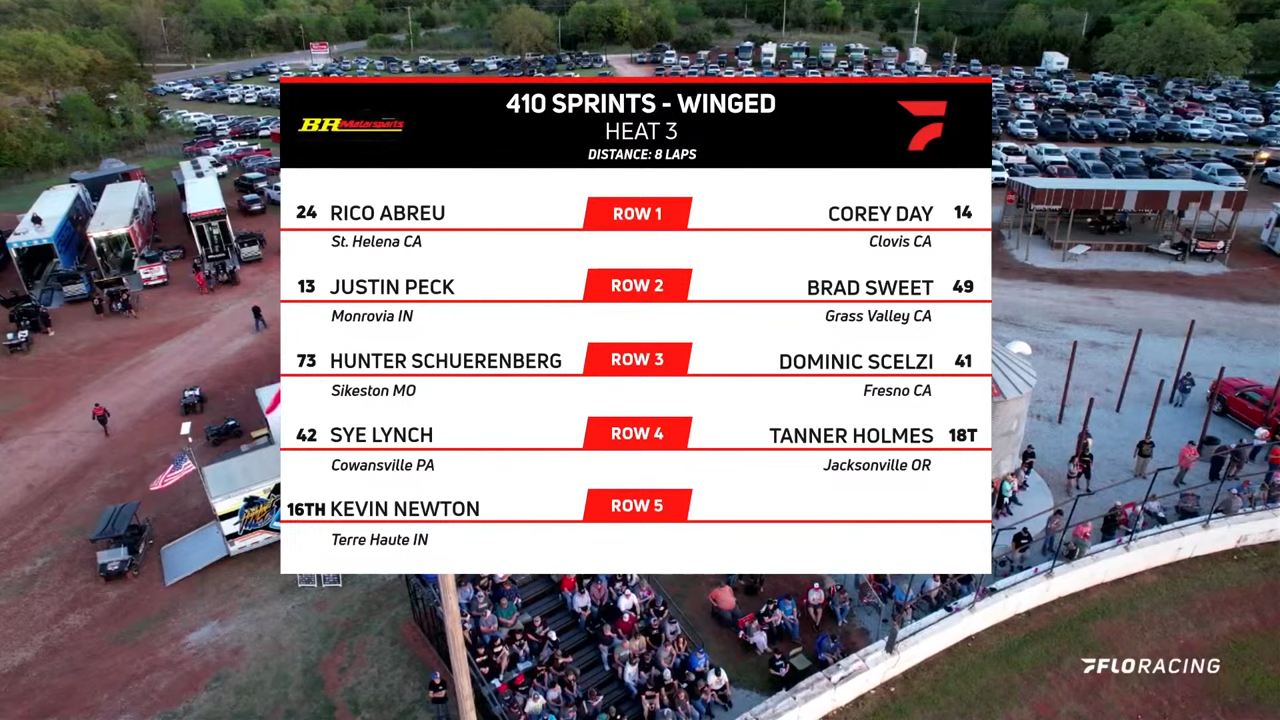 410 SPRINTS - WINGED
BR Motorsports
HEAT 3
DISTANCE: 8 LAPS
24 RICO ABREU ROW 1 COREY DAY 14
St. Helena CA Clovis CA
13 JUSTIN PECK ROW 2 BRAD SWEET 49
Monrovia IN Grass Valley CA
73 HUNTER SCHUERENBERG ROW 3 DOMINIC SCELZI 41
Sikeston MO Fresno CA
42 SYE LYNCH ROW 4 TANNER HOLMES 18T
Cowansville PA Jacksonville OR
16TH KEVIN NEWTON ROW 5
Terre Haute IN
FLORACING